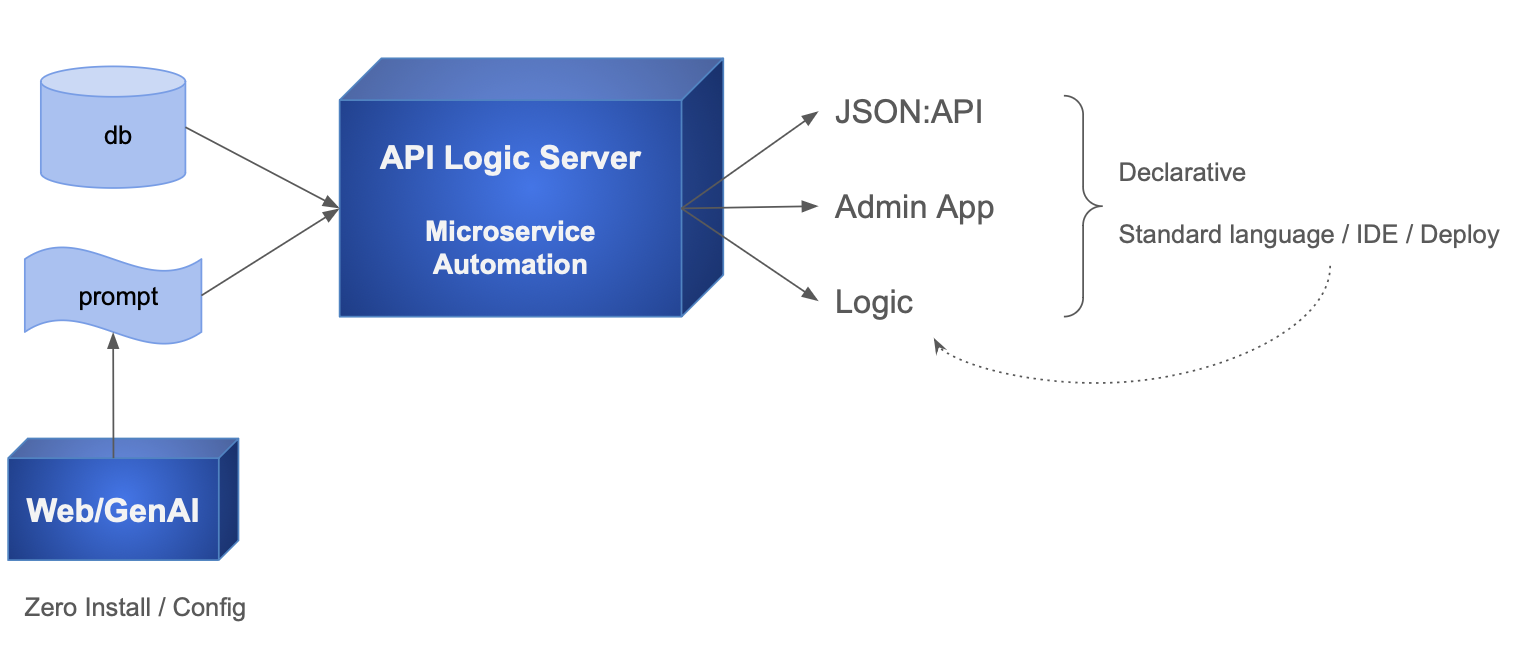 db
prompt
Web/GenAI
Zero Install / Config
API Logic Server
Microservice
Automation
JSON:API
Admin App
Logic
Declarative
Standard language / IDE / Deploy